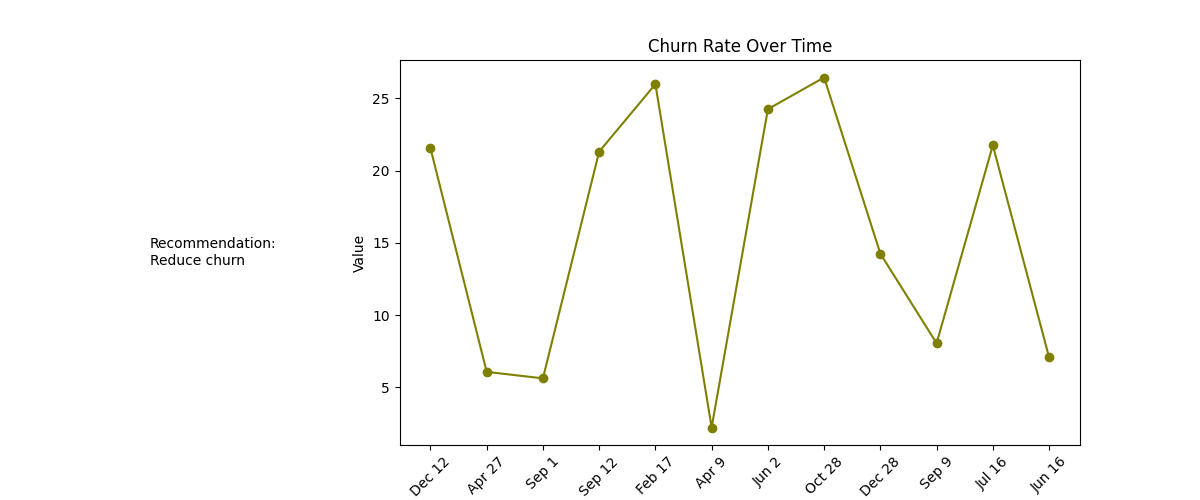 Churn Rate Over Time
Recommendation:
Reduce churn
Value
25
20
15
10
5
Dec 12
Apr 27
Sep 1
Sep 12
Feb 17
Apr 9
Jun 2
Oct 28
Dec 28
Sep 9
Jul 16
Jun 16